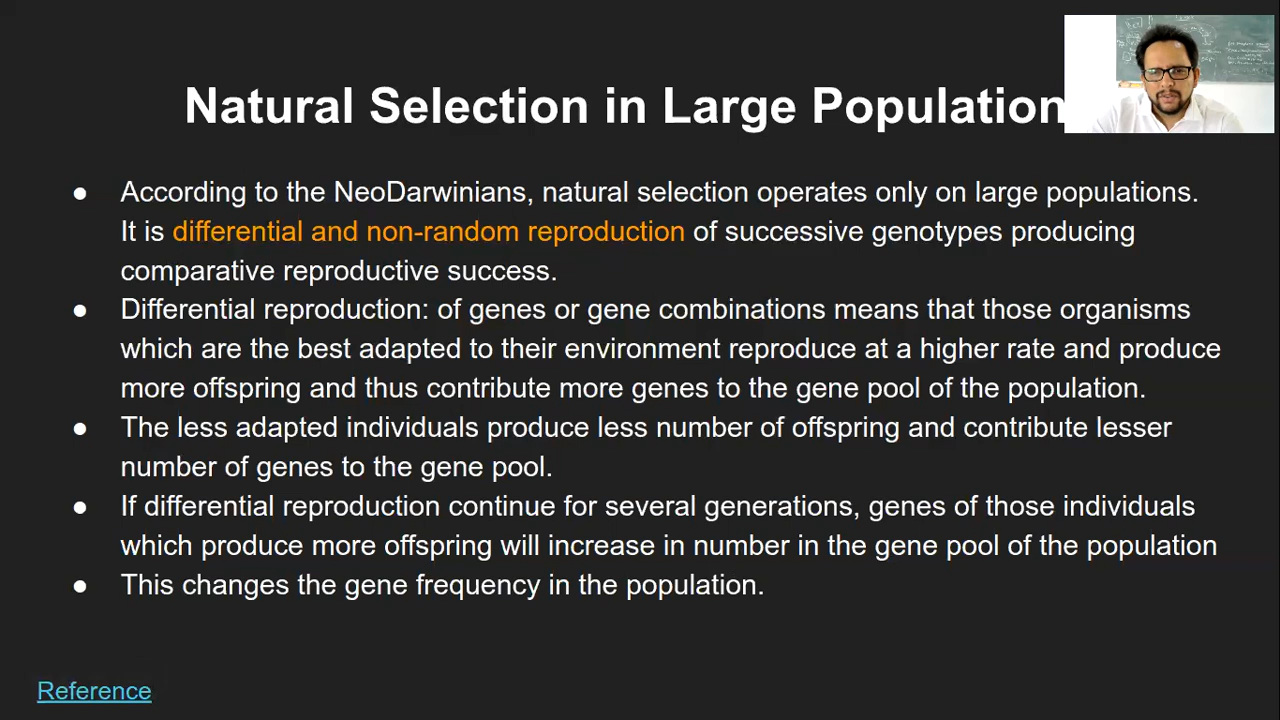 Natural Selection in Large Population
● According to the NeoDarwinians, natural selection operates only on large populations.
It is differential and non-random reproduction of successive genotypes producing
comparative reproductive success.
● Differential reproduction: of genes or gene combinations means that those organisms
which are the best adapted to their environment reproduce at a higher rate and produce
more offspring and thus contribute more genes to the gene pool of the population.
● The less adapted individuals produce less number of offspring and contribute lesser
number of genes to the gene pool.
● If differential reproduction continue for several generations, genes of those individuals
which produce more offspring will increase in number in the gene pool of the population
● This changes the gene frequency in the population.
Reference